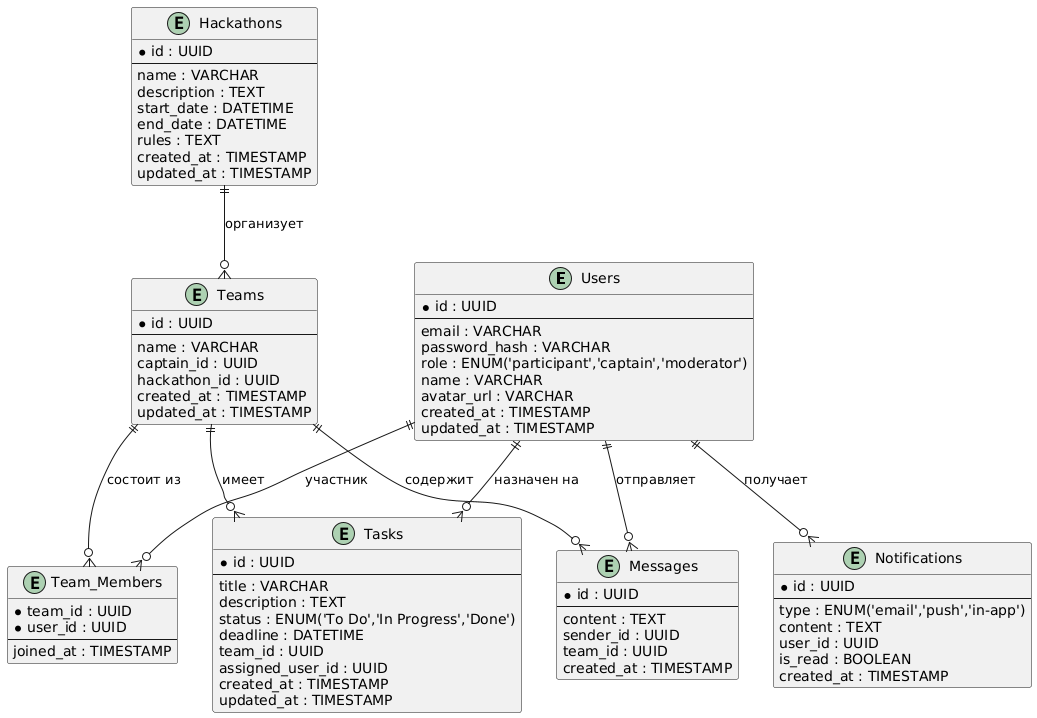 E Hackathons
* id : UUID
name : VARCHAR
description : TEXT
start_date : DATETIME
end_date : DATETIME
rules : TEXT
created_at : TIMESTAMP
updated_at : TIMESTAMP
организует
E Teams
* id : UUID
name : VARCHAR
captain_id : UUID
hackathon_id : UUID
created_at : TIMESTAMP
updated_at : TIMESTAMP
E Users
* id : UUID
email : VARCHAR
password_hash : VARCHAR
role : ENUM('participant','captain','moderator')
name : VARCHAR
avatar_url : VARCHAR
created_at : TIMESTAMP
updated_at : TIMESTAMP
состоит из
имеет
участник
содержит
назначен на
отправляет
получает
E Team_Members
* team_id : UUID
* user_id : UUID
joined_at : TIMESTAMP
E Tasks
* id : UUID
title : VARCHAR
description : TEXT
status : ENUM('To Do','In Progress','Done')
deadline : DATETIME
team_id : UUID
assigned_user_id : UUID
created_at : TIMESTAMP
updated_at : TIMESTAMP
E Messages
* id : UUID
content : TEXT
sender_id : UUID
team_id : UUID
created_at : TIMESTAMP
E Notifications
* id : UUID
type : ENUM('email','push','in-app')
content : TEXT
user_id : UUID
is_read : BOOLEAN
created_at : TIMESTAMP